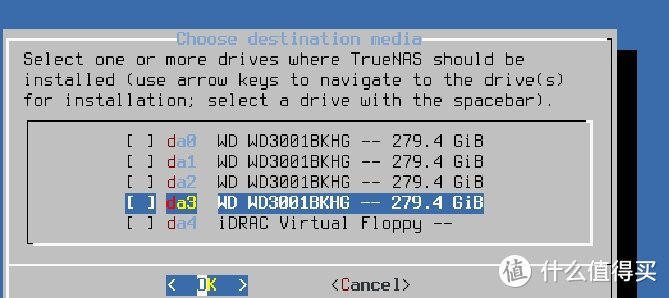 Choose destination media
Select one or more drives where TrueNAS should be
installed (use arrow keys to navigate to the drive(s)
for installation; select a drive with the spacebar).
[ ] da0 WD WD3001BKHG -- 279.4 GiB
[ ] da1 WD WD3001BKHG -- 279.4 GiB
[ ] da2 WD WD3001BKHG -- 279.4 GiB
[ ] da3 WD WD3001BKHG -- 279.4 GiB
[ ] da4 iDRAC Virtual Floppy --
< OK > <Cancel>
值 什么值得买